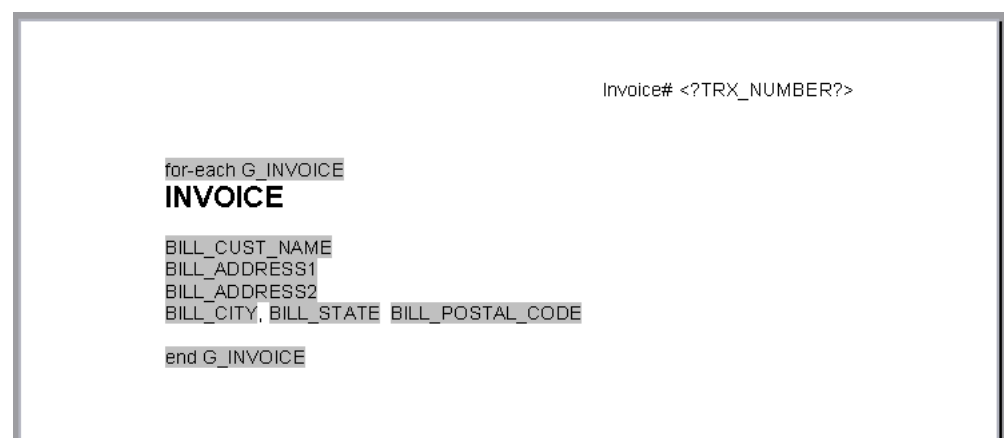 Invoice# <?TRX_NUMBER?>
for-each G_INVOICE
INVOICE
BILL_CUST_NAME
BILL_ADDRESS1
BILL_ADDRESS2
BILL_CITY, BILL_STATE BILL_POSTAL_CODE
end G_INVOICE